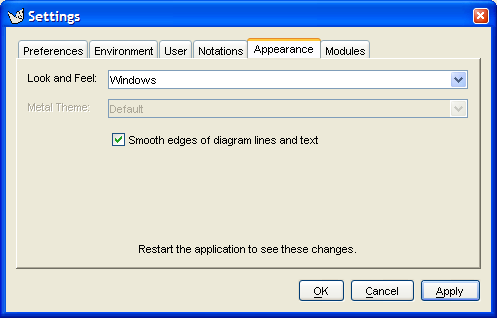 Settings
Preferences Environment User Notations Appearance Modules
Look and Feel: Windows
Metal Theme: Default
Smooth edges of diagram lines and text
Restart the application to see these changes.
OK Cancel Apply